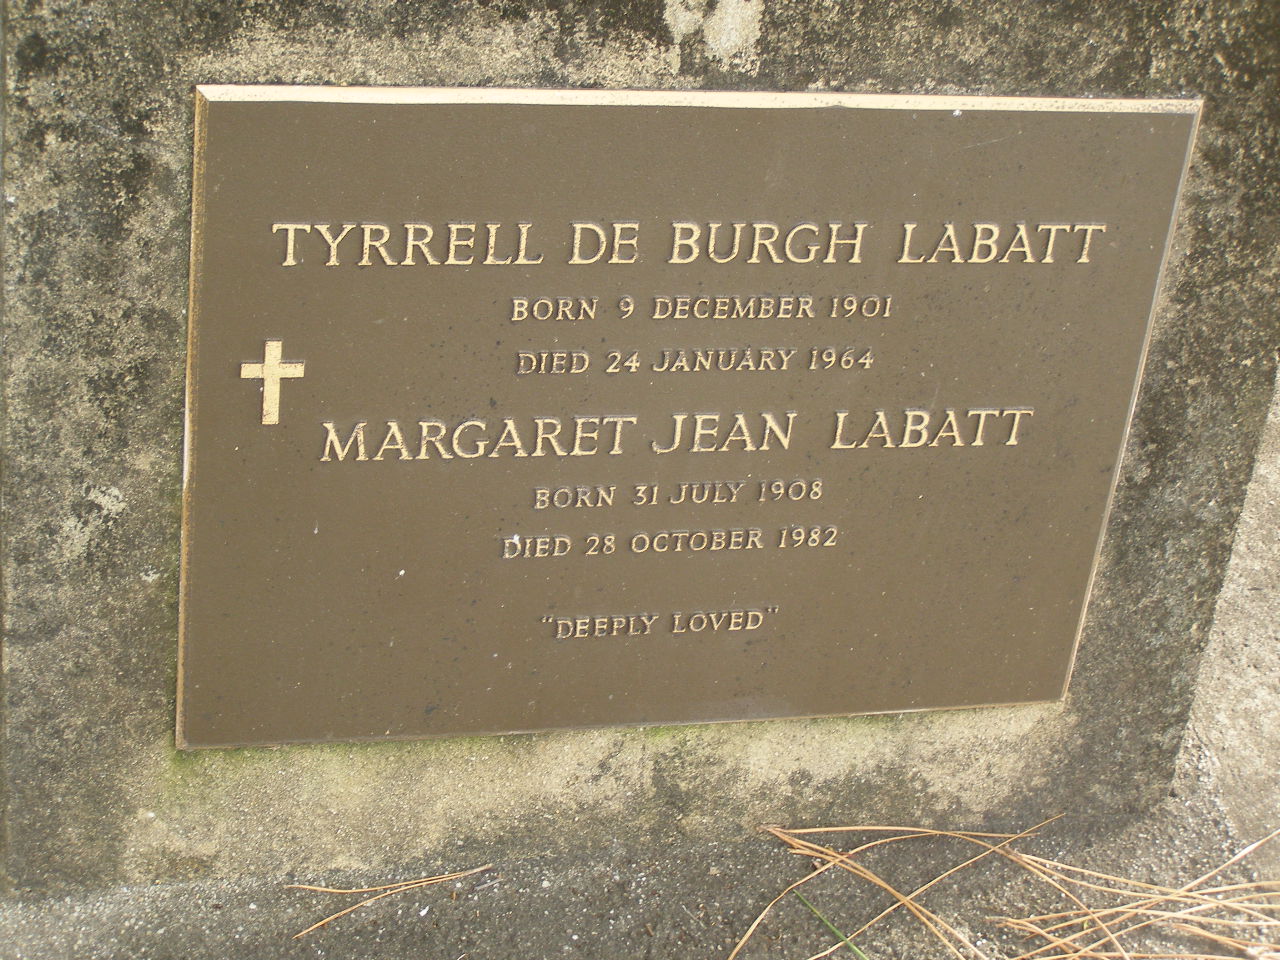 TYRRELL DE BURGH LABATT
BORN 9 DECEMBER 1901
DIED 24 JANUARY 1964
MARGARET JEAN LABATT
BORN 31 JULY 1908
DIED 28 OCTOBER 1982
"DEEPLY LOVED"